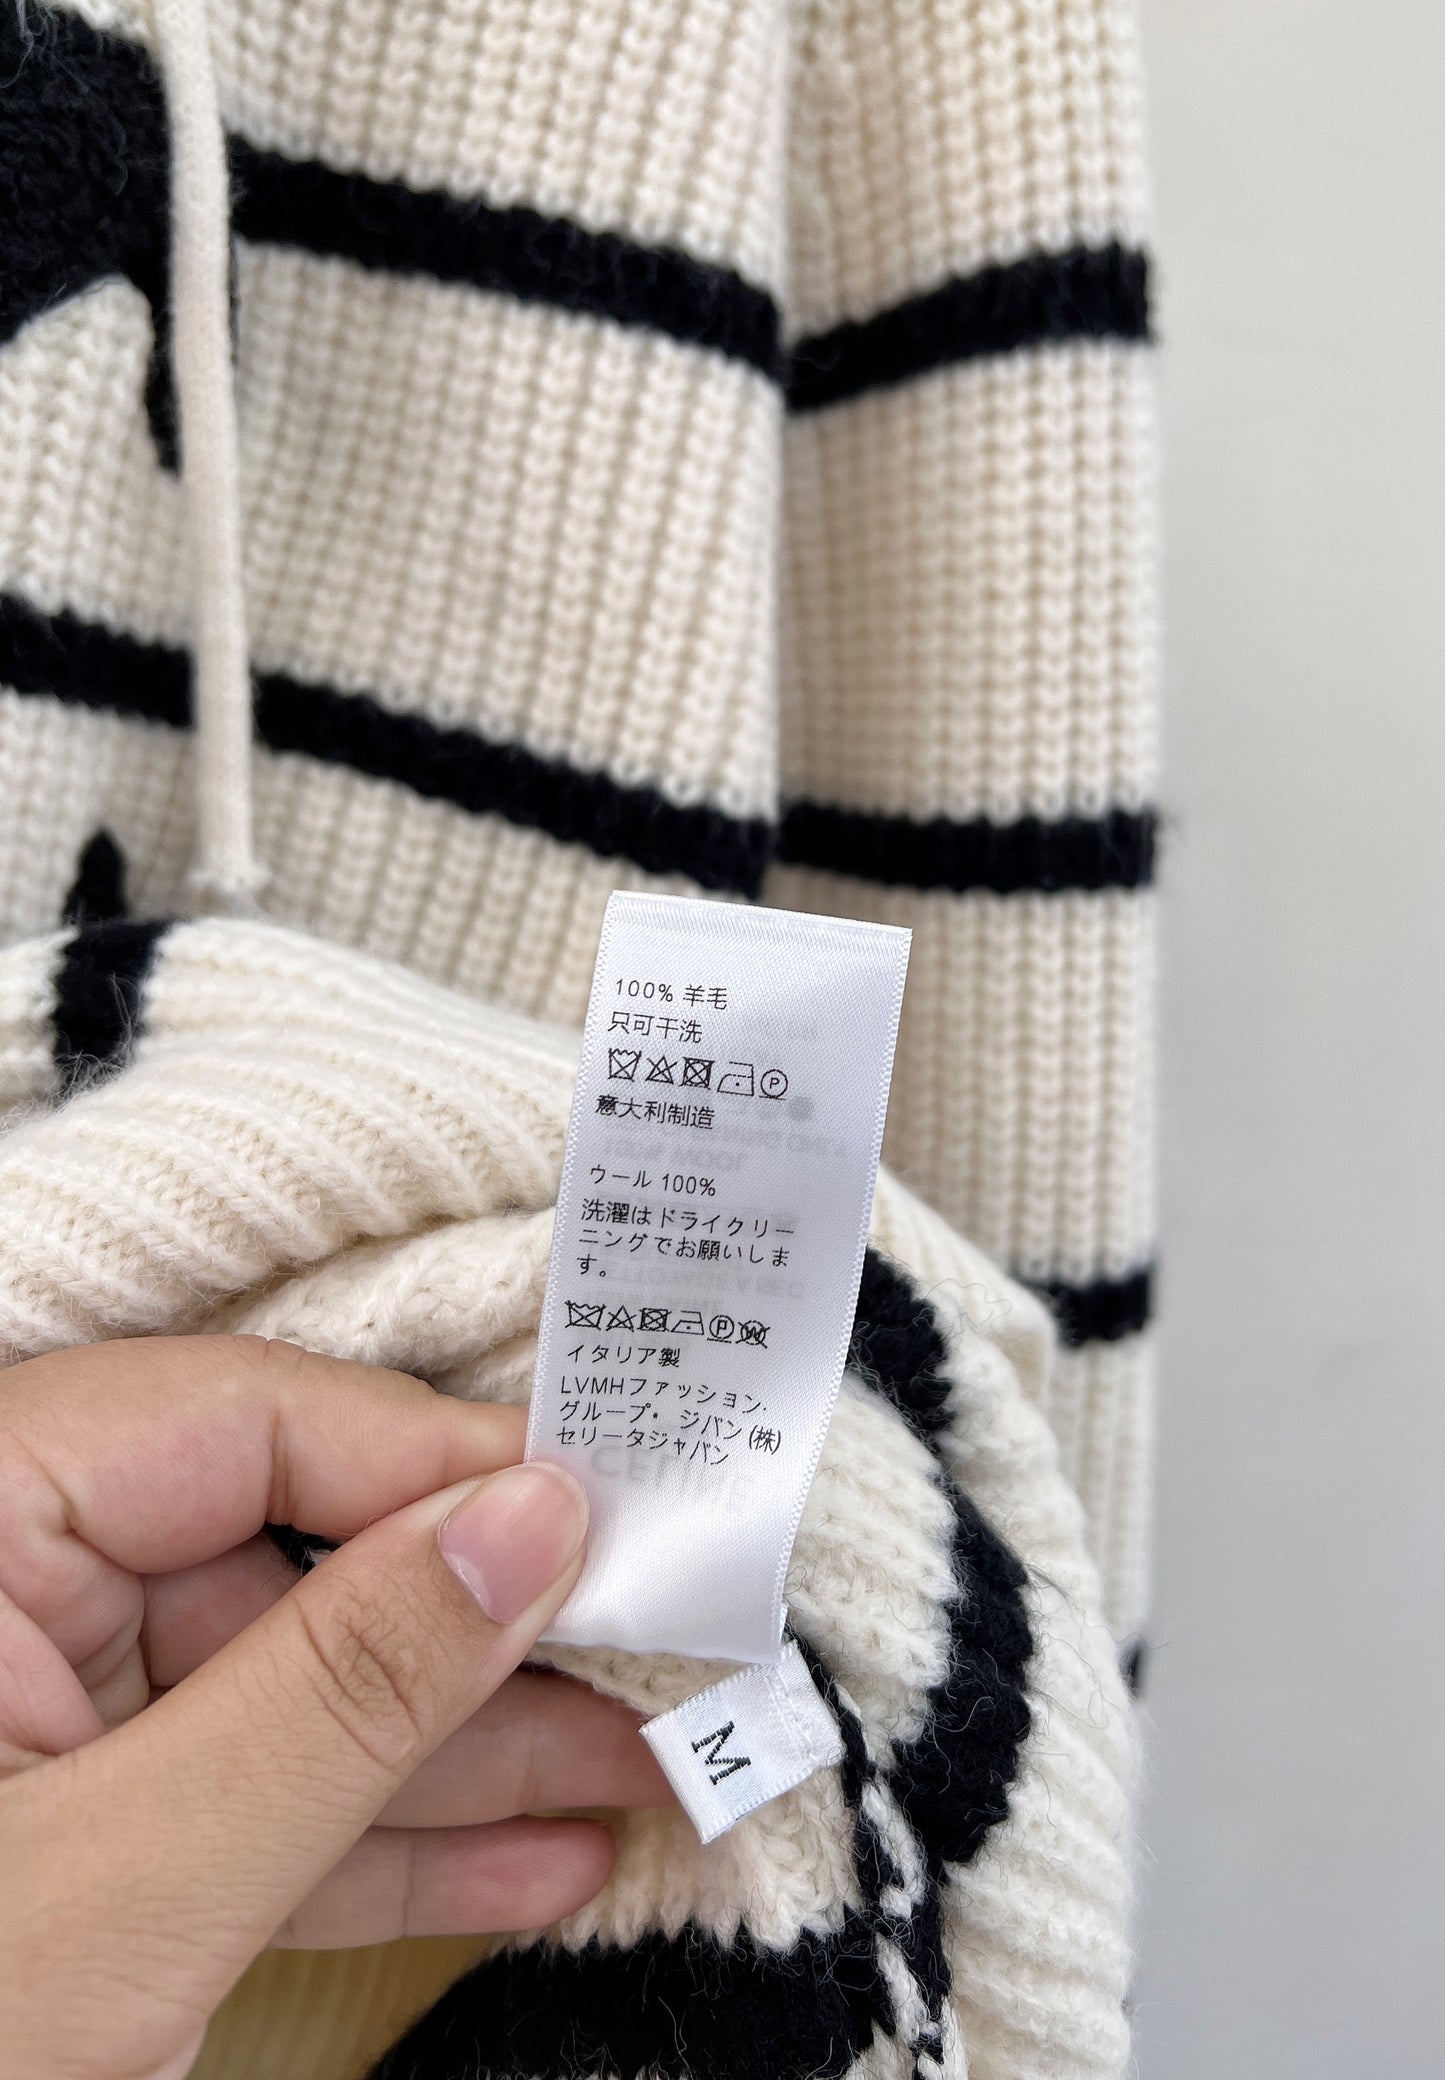 100% 羊毛
只可干洗
P
意大利制造
ウール 100%
洗濯はドライクリー
ニングでお願いしま
す。
P W
イタリア製
LVMHファッション.
グループ・ ジバン (株)
セリータジャパン
M